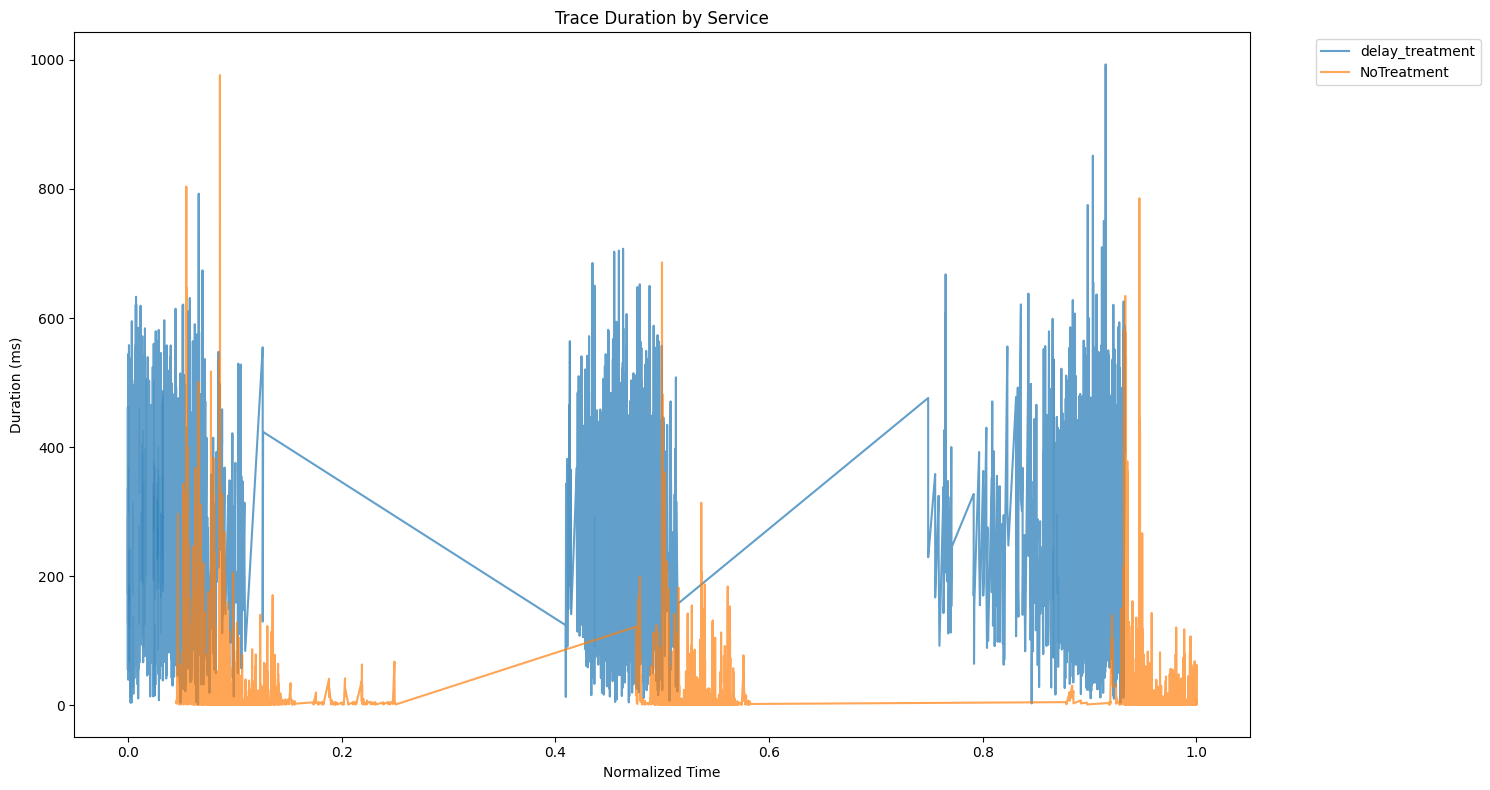 Trace Duration by Service
delay_treatment
NoTreatment
1000
800
600
400
200
0
Duration (ms)
0.0 0.2 0.4 0.6 0.8 1.0
Normalized Time